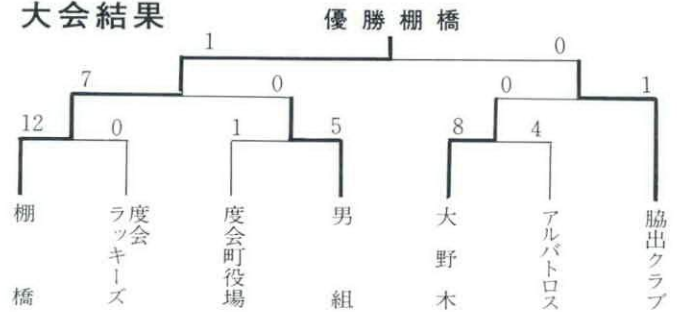 大会結果
優勝棚橋
1 0
7 0 0 1
12 0 1 5 8 4
棚橋
度会
ラッキーズ
度会町役場
男組
大野木
アルバトロス
脇出クラブ